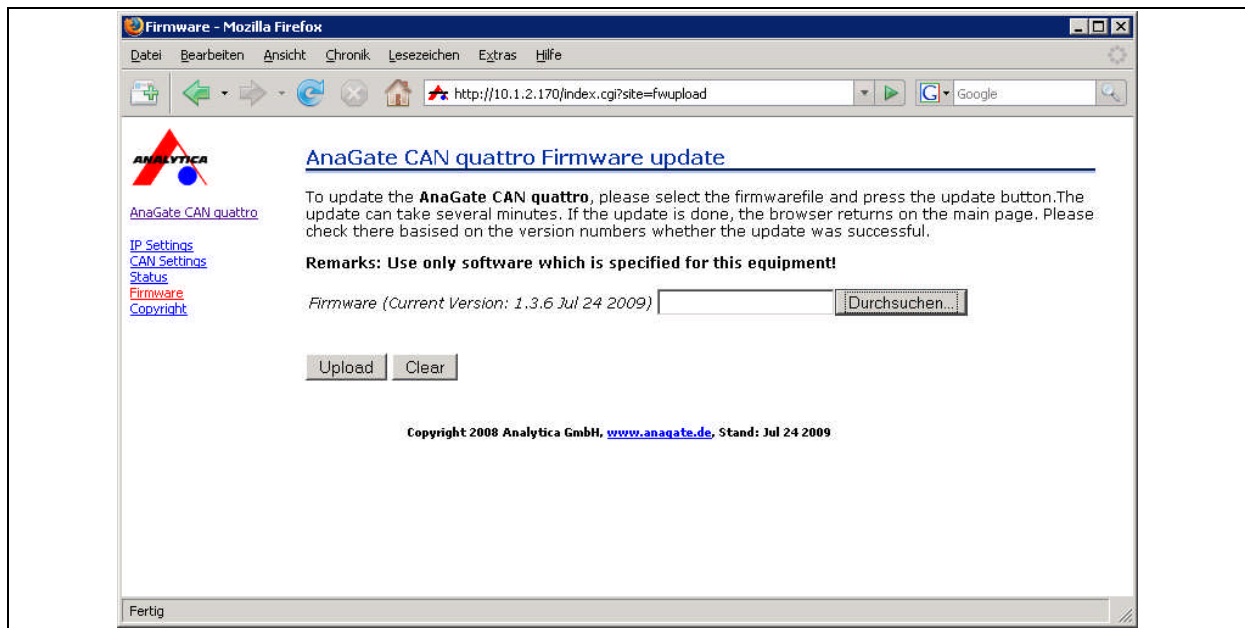 Firmware - Mozilla Firefox
Datei Bearbeiten Ansicht Chronik Lesezeichen Extras Hilfe
http://10.1.2.170/index.cgi?site=fwupload
G Google
ANALYTICA
AnaGate CAN quattro
IP Settings
CAN Settings
Status
Firmware
Copyright
AnaGate CAN quattro Firmware update
To update the AnaGate CAN quattro, please select the firmwarefile and press the update button.The
update can take several minutes. If the update is done, the browser returns on the main page. Please
check there basised on the version numbers whether the update was successful.
Remarks: Use only software which is specified for this equipment!
Firmware (Current Version: 1.3.6 Jul 24 2009) Durchsuchen...
Upload Clear
Copyright 2008 Analytica GmbH, www.anagate.de, Stand: Jul 24 2009
Fertig